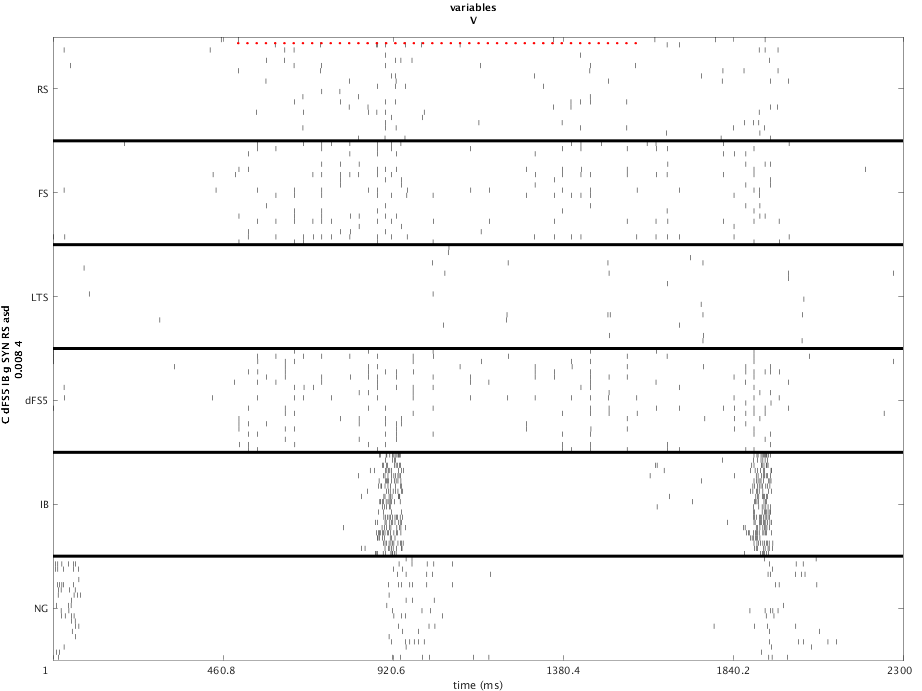 variables
V
RS
FS
LTS
dFS5
IB
NG
C dFS5 IB g SYN RS asd
0.008 4
1
460.8
920.6
1380.4
1840.2
2300
time (ms)